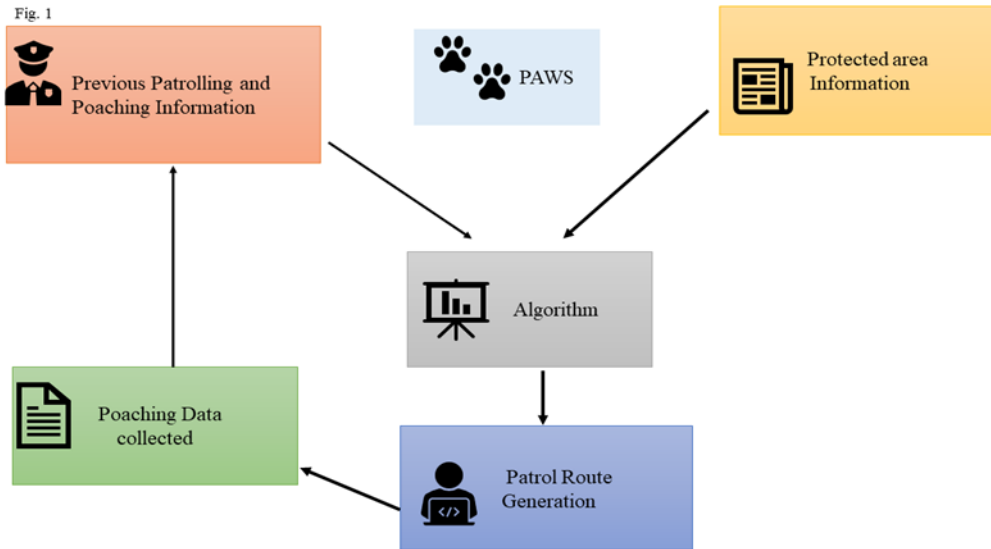 Fig. 1
Previous Patrolling and
Poaching Information
PAWS
Protected area
Information
Algorithm
Poaching Data
collected
Patrol Route
Generation
</>